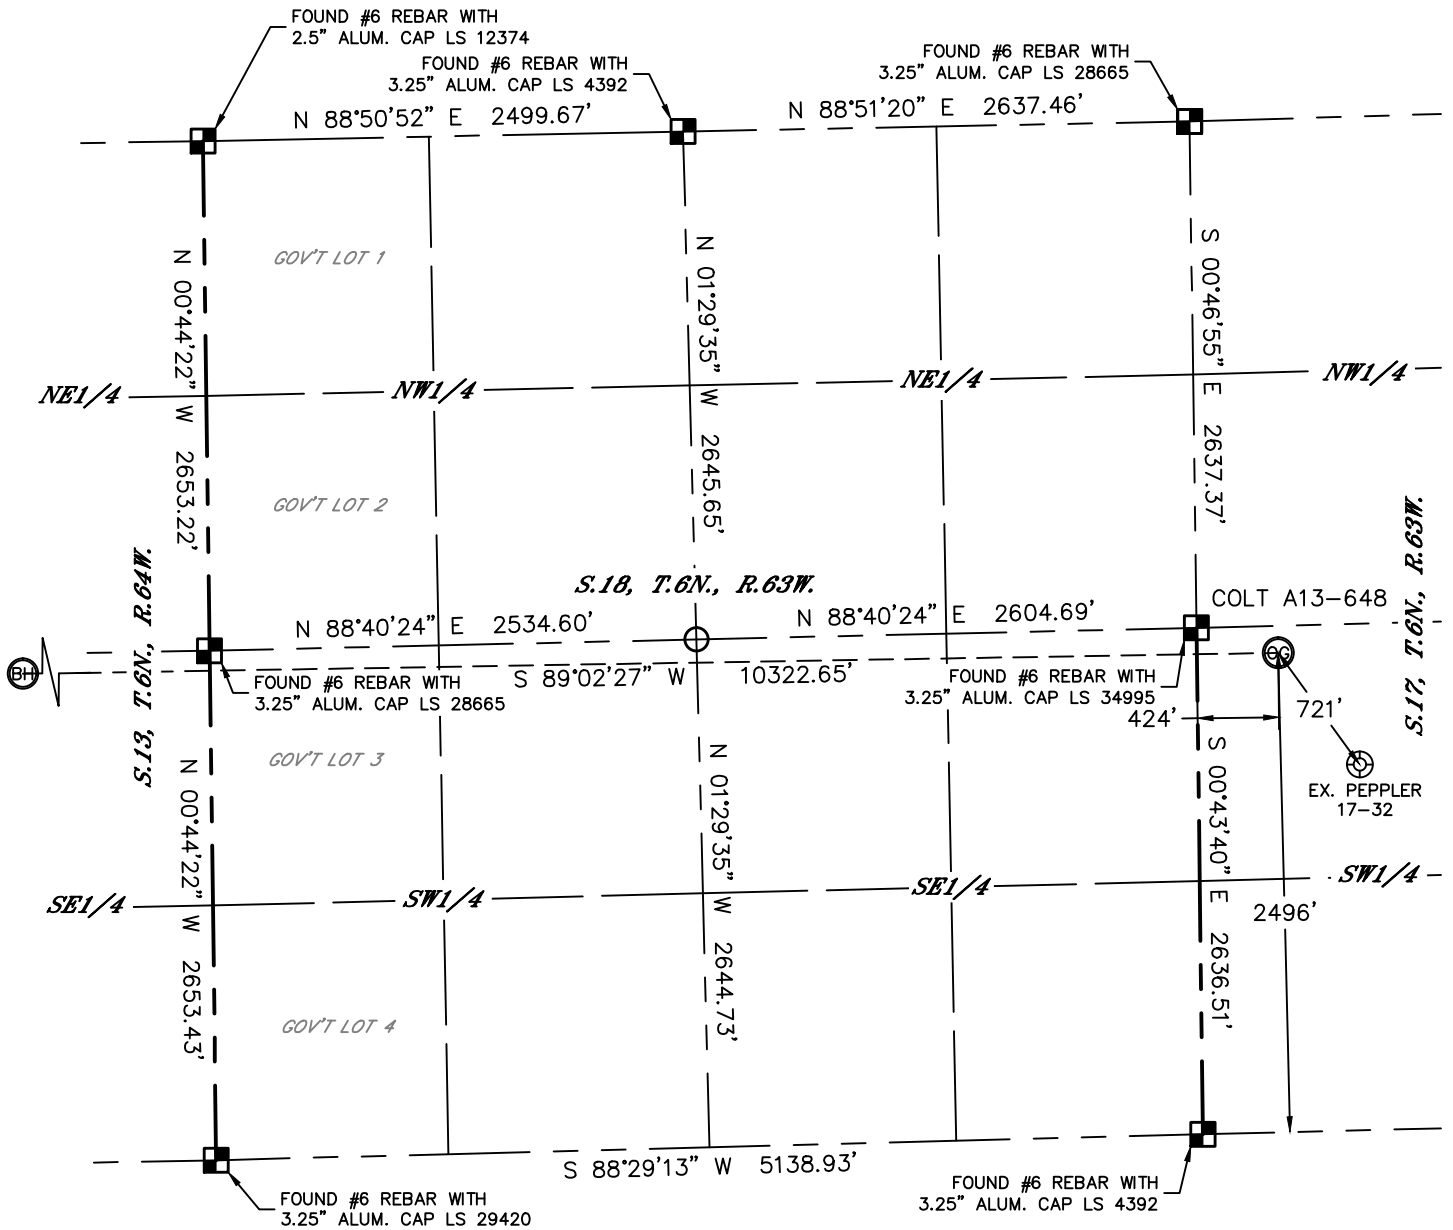 FOUND #6 REBAR WITH
2.5" ALUM. CAP LS 12374
FOUND #6 REBAR WITH
3.25" ALUM. CAP LS 4392
FOUND #6 REBAR WITH
3.25" ALUM. CAP LS 28665
N 88°50'52" E 2499.67'
N 88°51'20" E 2637.46'
N 00°44'22" W 2653.22'
GOV'T LOT 1
N 01°29'35" W 2645.65'
S 00°46'55" E 2637.37'
NE1/4
NW1/4
NE1/4
NW1/4
GOV'T LOT 2
S.13, T.6N., R.64W.
S.18, T.6N., R.63W.
S.17, T.6N., R.63W.
COLT A13-648
N 88°40'24" E 2534.60'
N 88°40'24" E 2604.69'
BH
OG
S 89°02'27" W 10322.65'
FOUND #6 REBAR WITH
3.25" ALUM. CAP LS 28665
FOUND #6 REBAR WITH
3.25" ALUM. CAP LS 34995
424'
721'
GOV'T LOT 3
EX. PEPPLER
17-32
N 00°44'22" W 2653.43'
N 01°29'35" W 2644.73'
S 00°43'40" E 2636.51'
SE1/4
SW1/4
SE1/4
SW1/4
2496'
GOV'T LOT 4
S 88°29'13" W 5138.93'
FOUND #6 REBAR WITH
3.25" ALUM. CAP LS 29420
FOUND #6 REBAR WITH
3.25" ALUM. CAP LS 4392